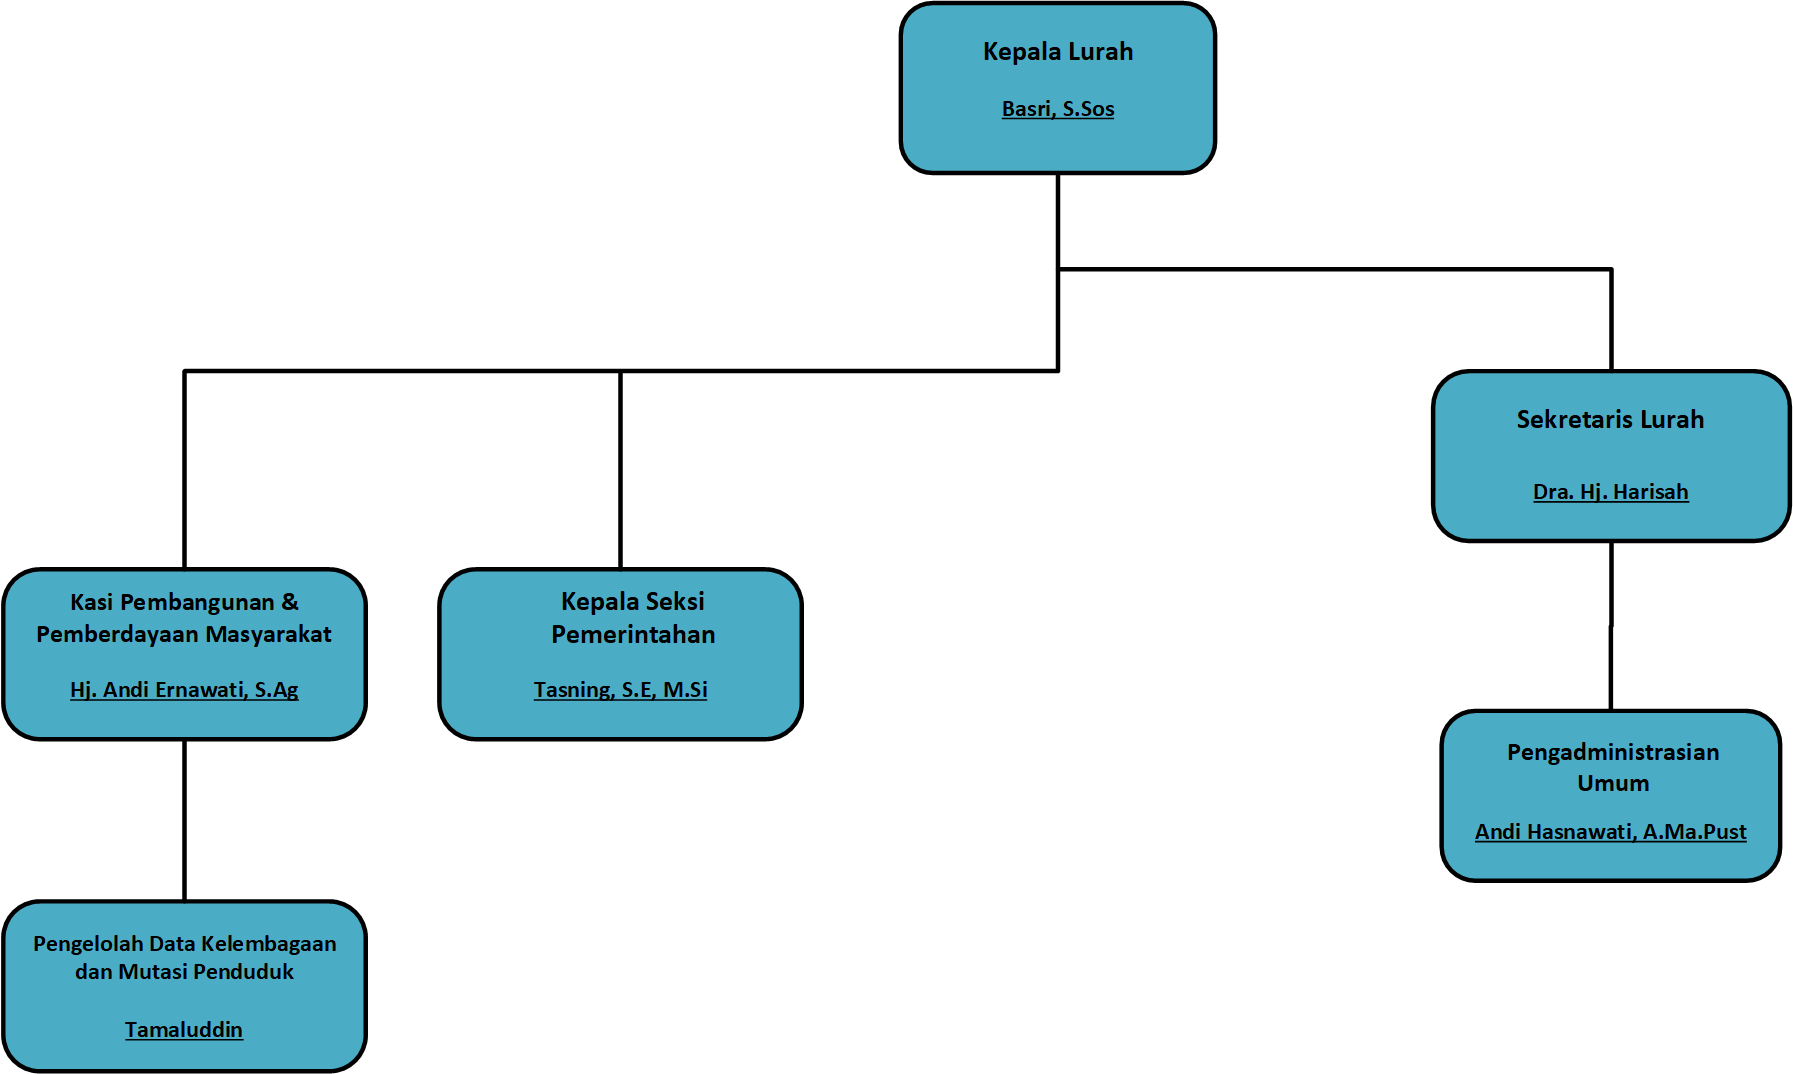 Kepala Lurah
Basri, S.Sos
Sekretaris Lurah
Dra. Hj. Harisah
Kasi Pembangunan &
Pemberdayaan Masyarakat
Hj. Andi Ernawati, S.Ag
Kepala Seksi
Pemerintahan
Tasning, S.E, M.Si
Pengadministrasian
Umum
Andi Hasnawati, A.Ma.Pust
Pengelolah Data Kelembagaan
dan Mutasi Penduduk
Tamaluddin